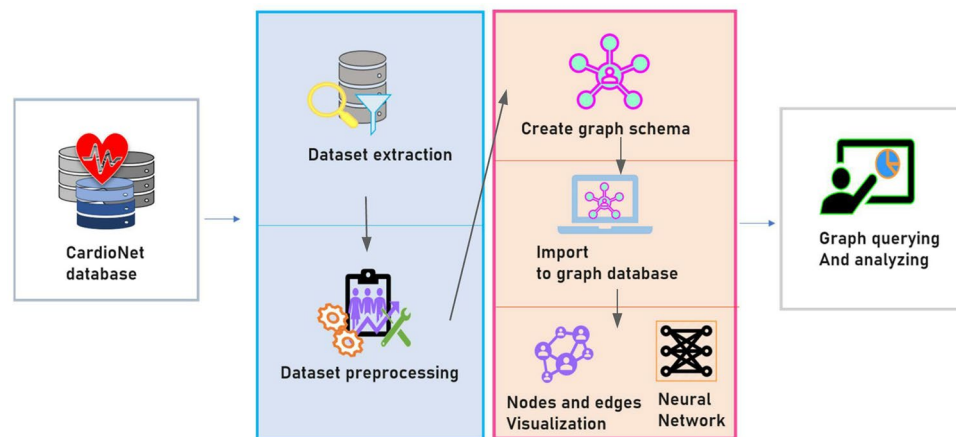 CardioNet
database
Dataset extraction
Dataset preprocessing
Create graph schema
Import
to graph database
Nodes and edges
Visualization
Neural
Network
Graph querying
And analyzing